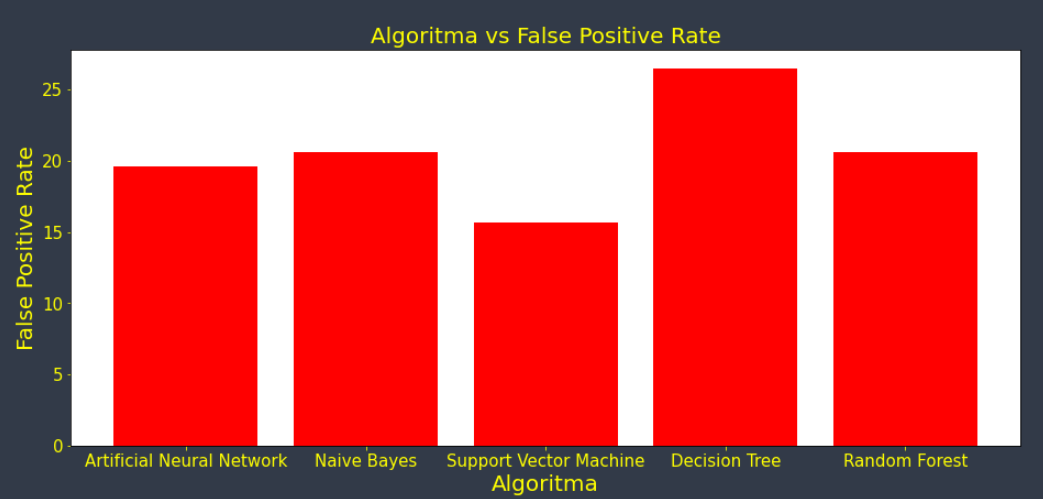 Algoritma vs False Positive Rate
False Positive Rate
25
20
15
10
5
0
Artificial Neural Network Naive Bayes Support Vector Machine Decision Tree Random Forest
Algoritma